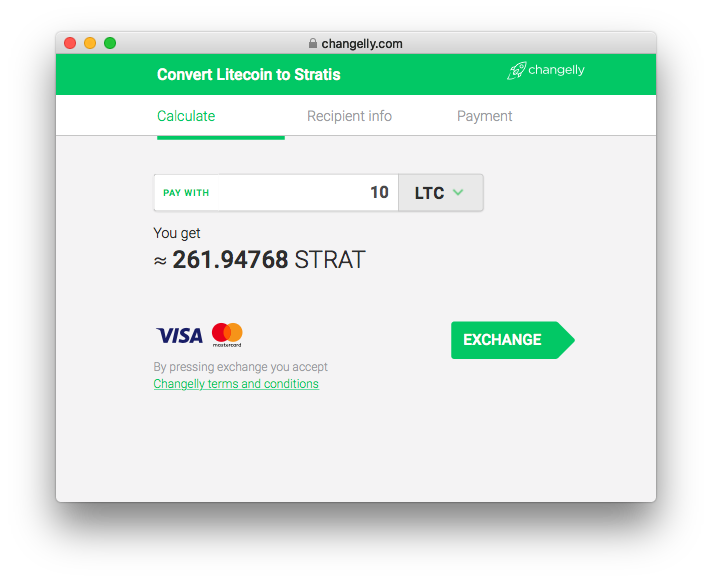 changelly.com
Convert Litecoin to Stratis
changelly
Calculate Recipient info Payment
PAY WITH 10 LTC
You get
≈ 261.94768 STRAT
VISA mastercard
EXCHANGE
By pressing exchange you accept
Changelly terms and conditions